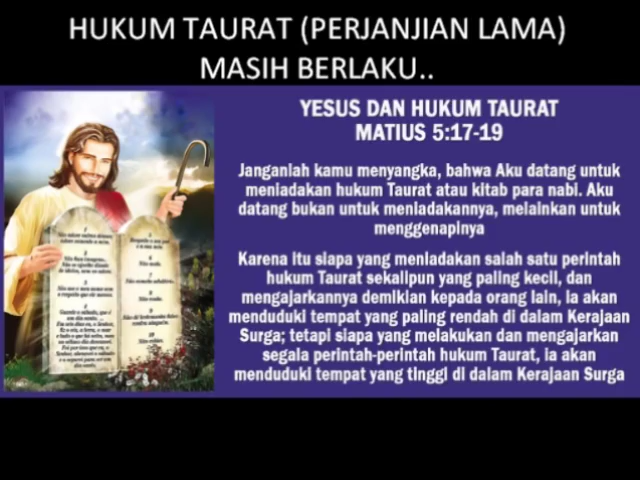 HUKUM TAURAT (PERJANJIAN LAMA)
MASIH BERLAKU..
YESUS DAN HUKUM TAURAT
MATIUS 5:17-19
Janganlah kamu menyangka, bahwa Aku datang untuk
meniadakan hukum Taurat atau kitab para nabi. Aku
datang bukan untuk meniadakannya, melainkan untuk
menggenapinya
Karena itu siapa yang meniadakan salah satu perintah
hukum Taurat sekalipun yang paling kecil, dan
mengajarkannya demikian kepada orang lain, ia akan
menduduki tempat yang paling rendah di dalam Kerajaan
Surga; tetapi siapa yang melakukan dan mengajarkan
segala perintah-perintah hukum Taurat, ia akan
menduduki tempat yang tinggi di dalam Kerajaan Surga